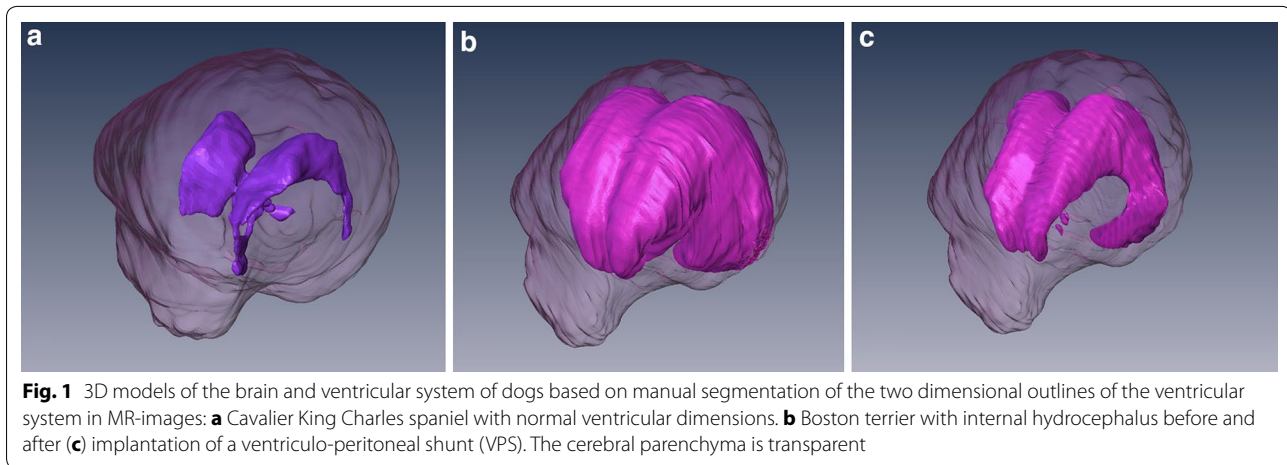 a
b
c
Fig. 1 3D models of the brain and ventricular system of dogs based on manual segmentation of the two dimensional outlines of the ventricular
system in MR-images: a Cavalier King Charles spaniel with normal ventricular dimensions. b Boston terrier with internal hydrocephalus before and
after (c) implantation of a ventriculo-peritoneal shunt (VPS). The cerebral parenchyma is transparent